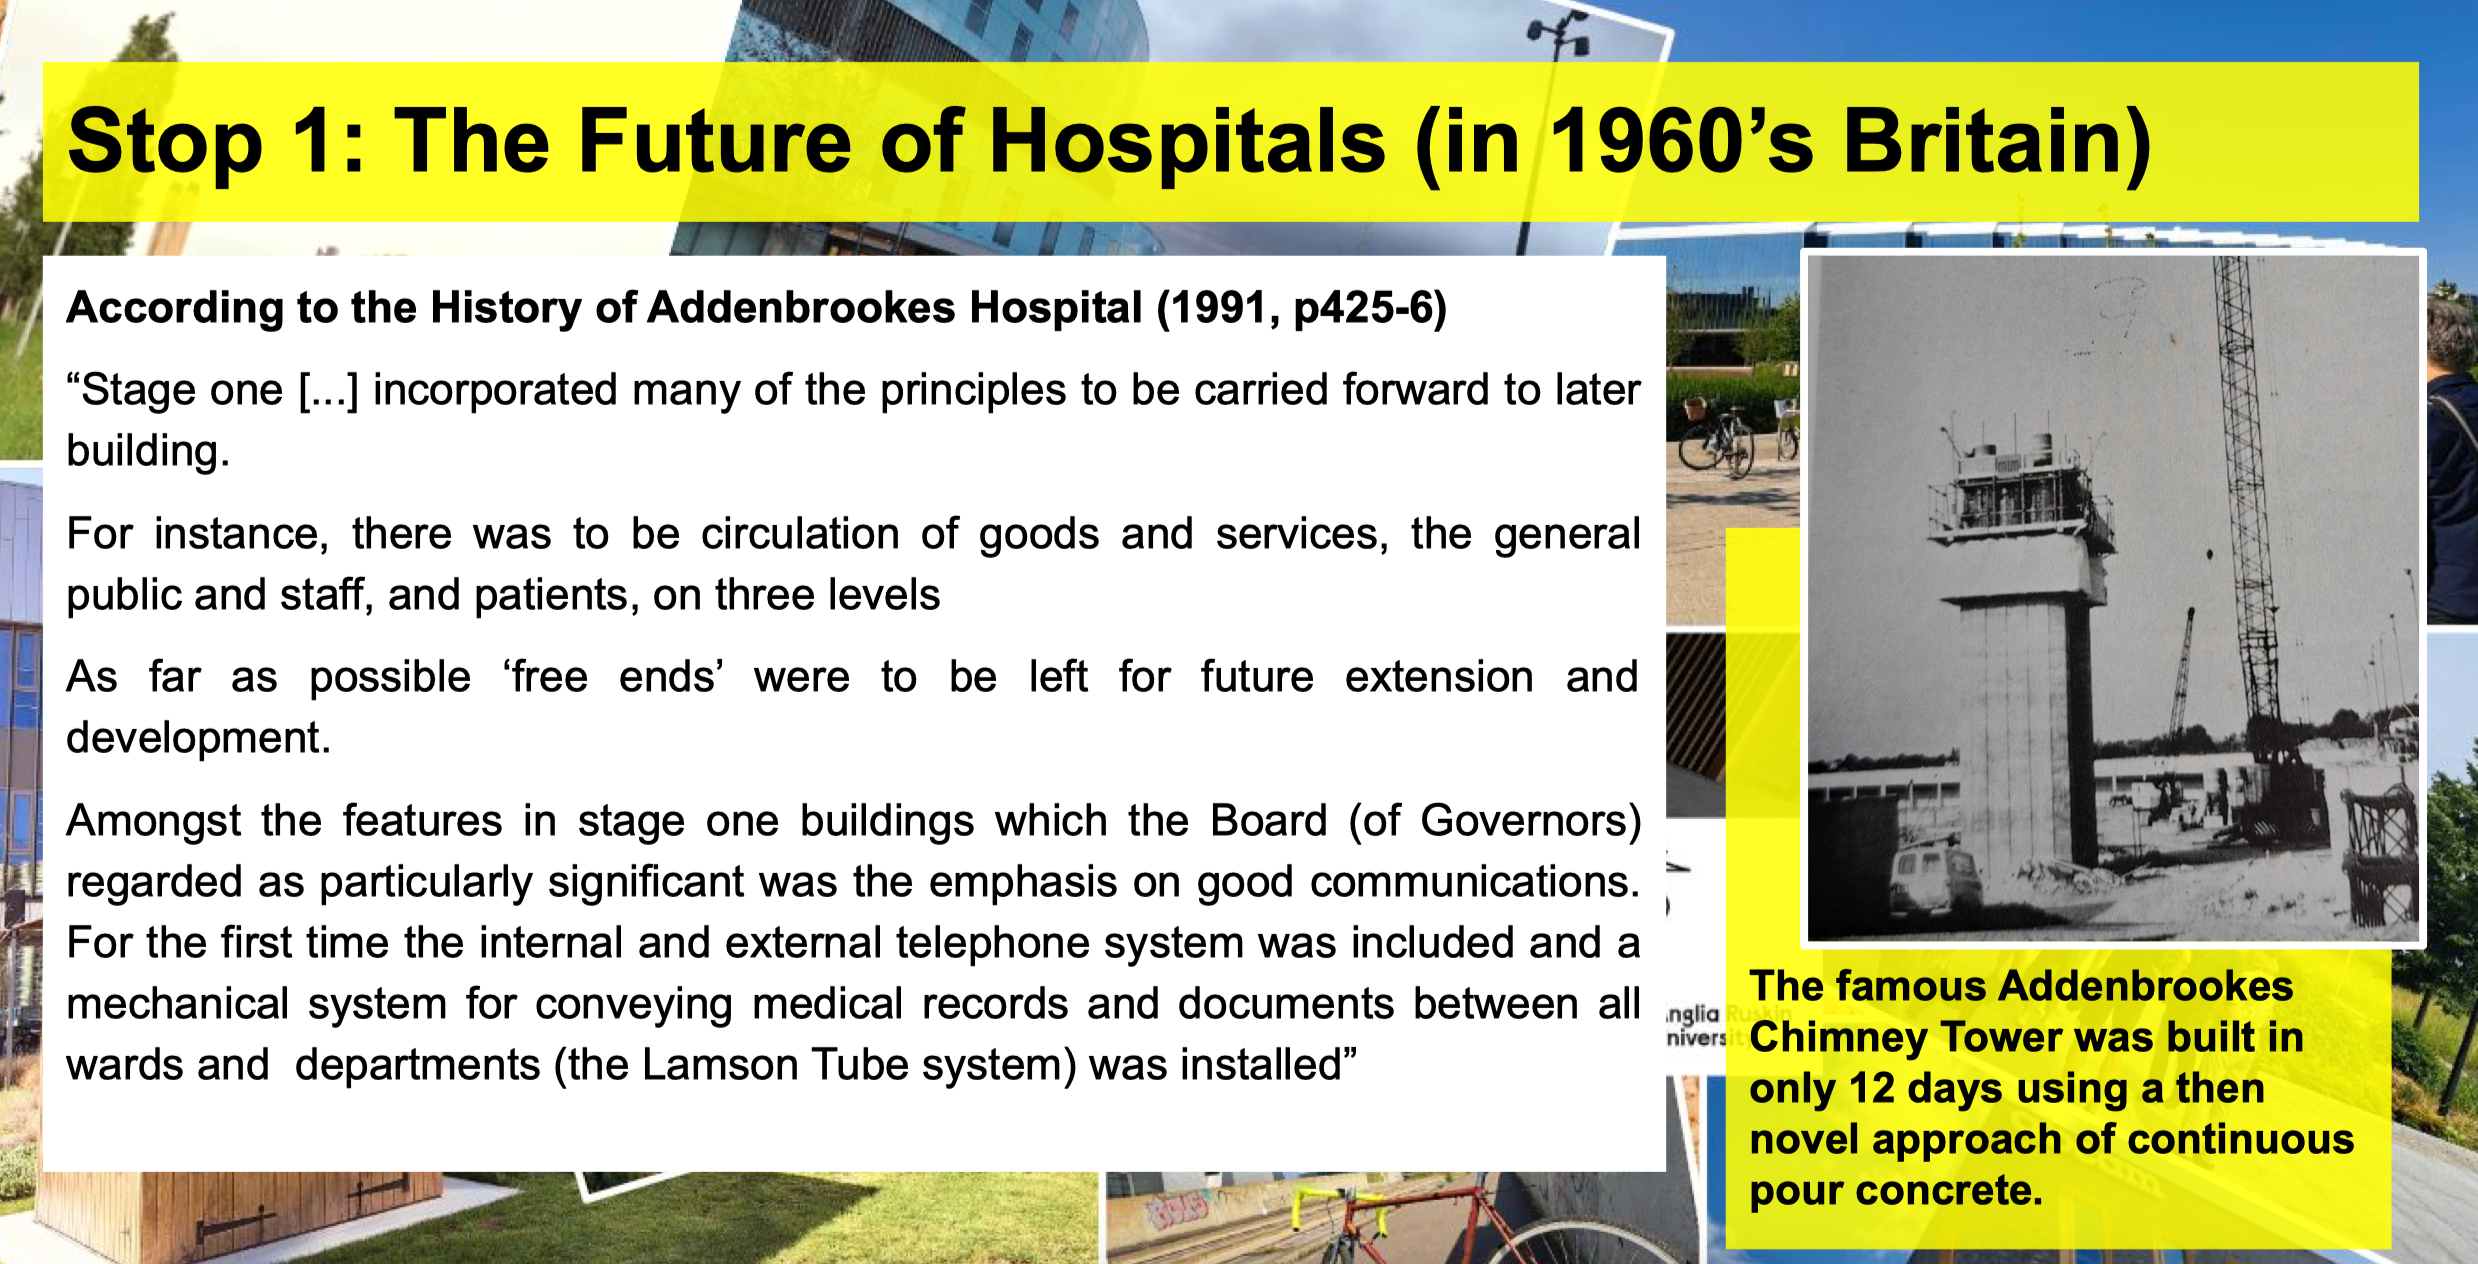 Stop 1: The Future of Hospitals (in 1960’s Britain)
According to the History of Addenbrookes Hospital (1991, p425-6)
“Stage one [...] incorporated many of the principles to be carried forward to later
building.
For instance, there was to be circulation of goods and services, the general
public and staff, and patients, on three levels
As far as possible ‘free ends’ were to be left for future extension and
development.
Amongst the features in stage one buildings which the Board (of Governors)
regarded as particularly significant was the emphasis on good communications.
For the first time the internal and external telephone system was included and a
mechanical system for conveying medical records and documents between all
wards and  departments (the Lamson Tube system) was installed”
nglia Ruskin
niversit
The famous Addenbrookes
Chimney Tower was built in
only 12 days using a then
novel approach of continuous
pour concrete.